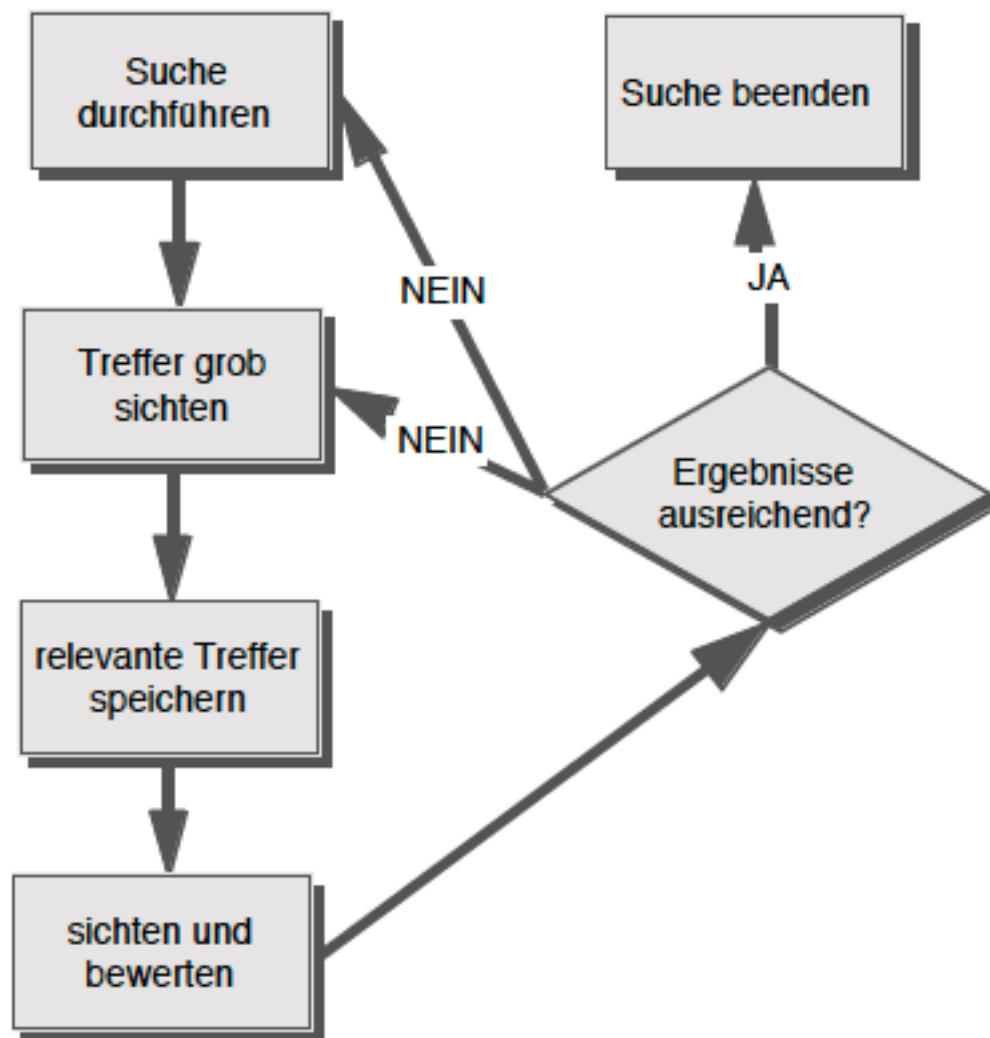 Suche
durchführen
Suche beenden
NEIN
JA
Treffer grob
sichten
NEIN
Ergebnisse
ausreichend?
relevante Treffer
speichern
sichten und
bewerten